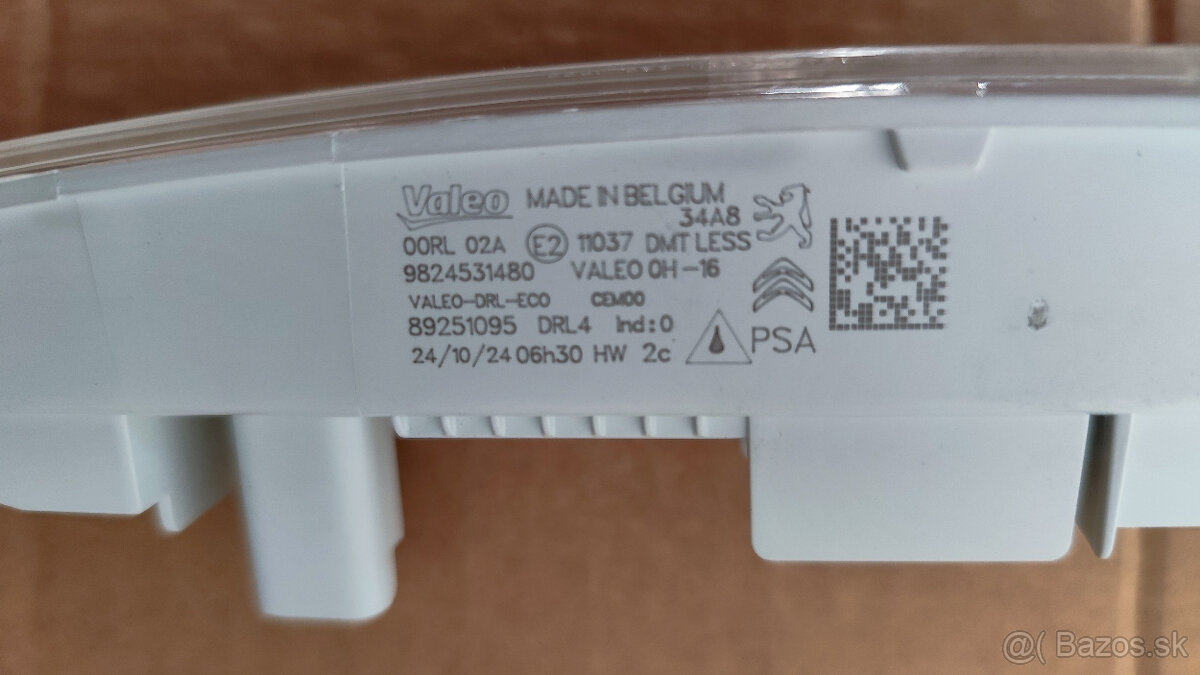 Valeo MADE IN BELGIUM
34A8
00RL 02A E2 11037 DMT LESS
9824531480 VALEO 0H-16
VALEO-DRL-ECO CEM00
89251095 DRL4 Ind:0
24/10/24 06h30 HW 2c PSA
@( Bazos.sk